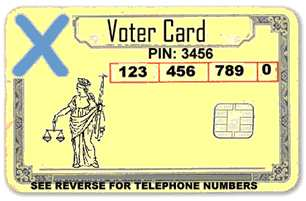 Voter Card
PIN: 3456
123 456 789 0
SEE REVERSE FOR TELEPHONE NUMBERS